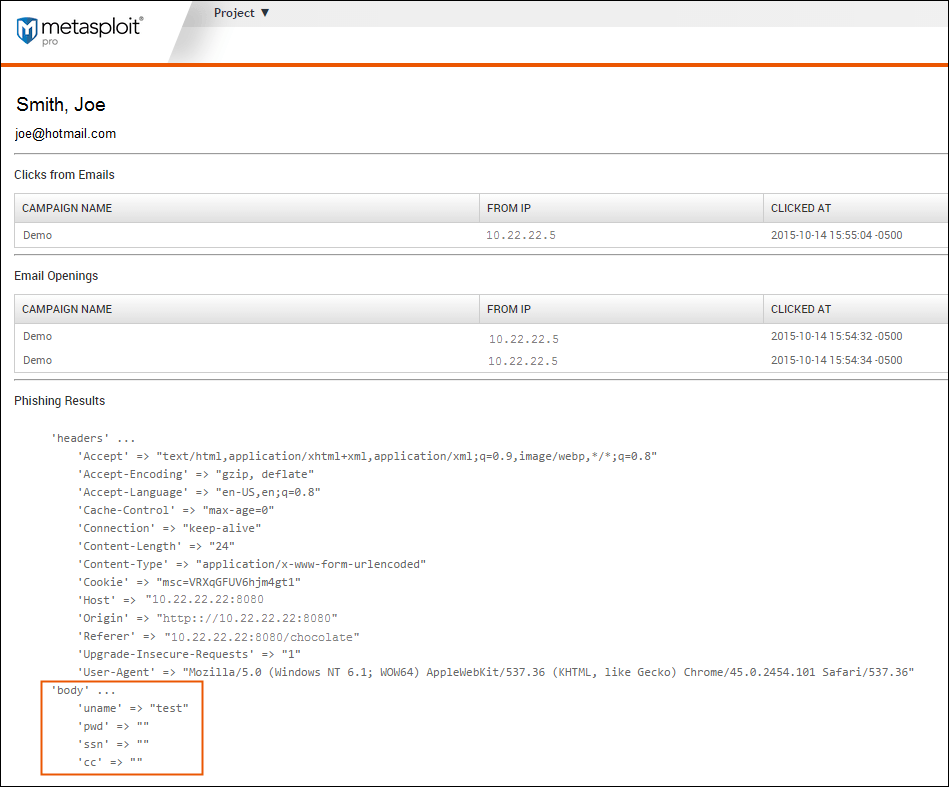 Project ▼
metasploit®
pro
Smith, Joe
joe@hotmail.com
Clicks from Emails
CAMPAIGN NAME FROM IP CLICKED AT
Demo 10.22.22.5 2015-10-14 15:55:04 -0500
Email Openings
CAMPAIGN NAME FROM IP CLICKED AT
Demo 10.22.22.5 2015-10-14 15:54:32 -0500
Demo 10.22.22.5 2015-10-14 15:54:34 -0500
Phishing Results
'headers' ...
'Accept' => "text/html,application/xhtml+xml,application/xml;q=0.9,image/webp,*/*;q=0.8"
'Accept-Encoding' => "gzip, deflate"
'Accept-Language' => "en-US,en;q=0.8"
'Cache-Control' => "max-age=0"
'Connection' => "keep-alive"
'Content-Length' => "24"
'Content-Type' => "application/x-www-form-urlencoded"
'Cookie' => "msc=VRXqGFUV6hjm4gt1"
'Host' => "10.22.22.22:8080
'Origin' => "http:://10.22.22.22:8080"
'Referer' => "10.22.22.22:8080/chocolate"
'Upgrade-Insecure-Requests' => "1"
'User-Agent' => "Mozilla/5.0 (Windows NT 6.1; WOW64) AppleWebKit/537.36 (KHTML, like Gecko) Chrome/45.0.2454.101 Safari/537.36"
'body' ...
'uname' => "test"
'pwd' => ""
'ssn' => ""
'cc' => ""